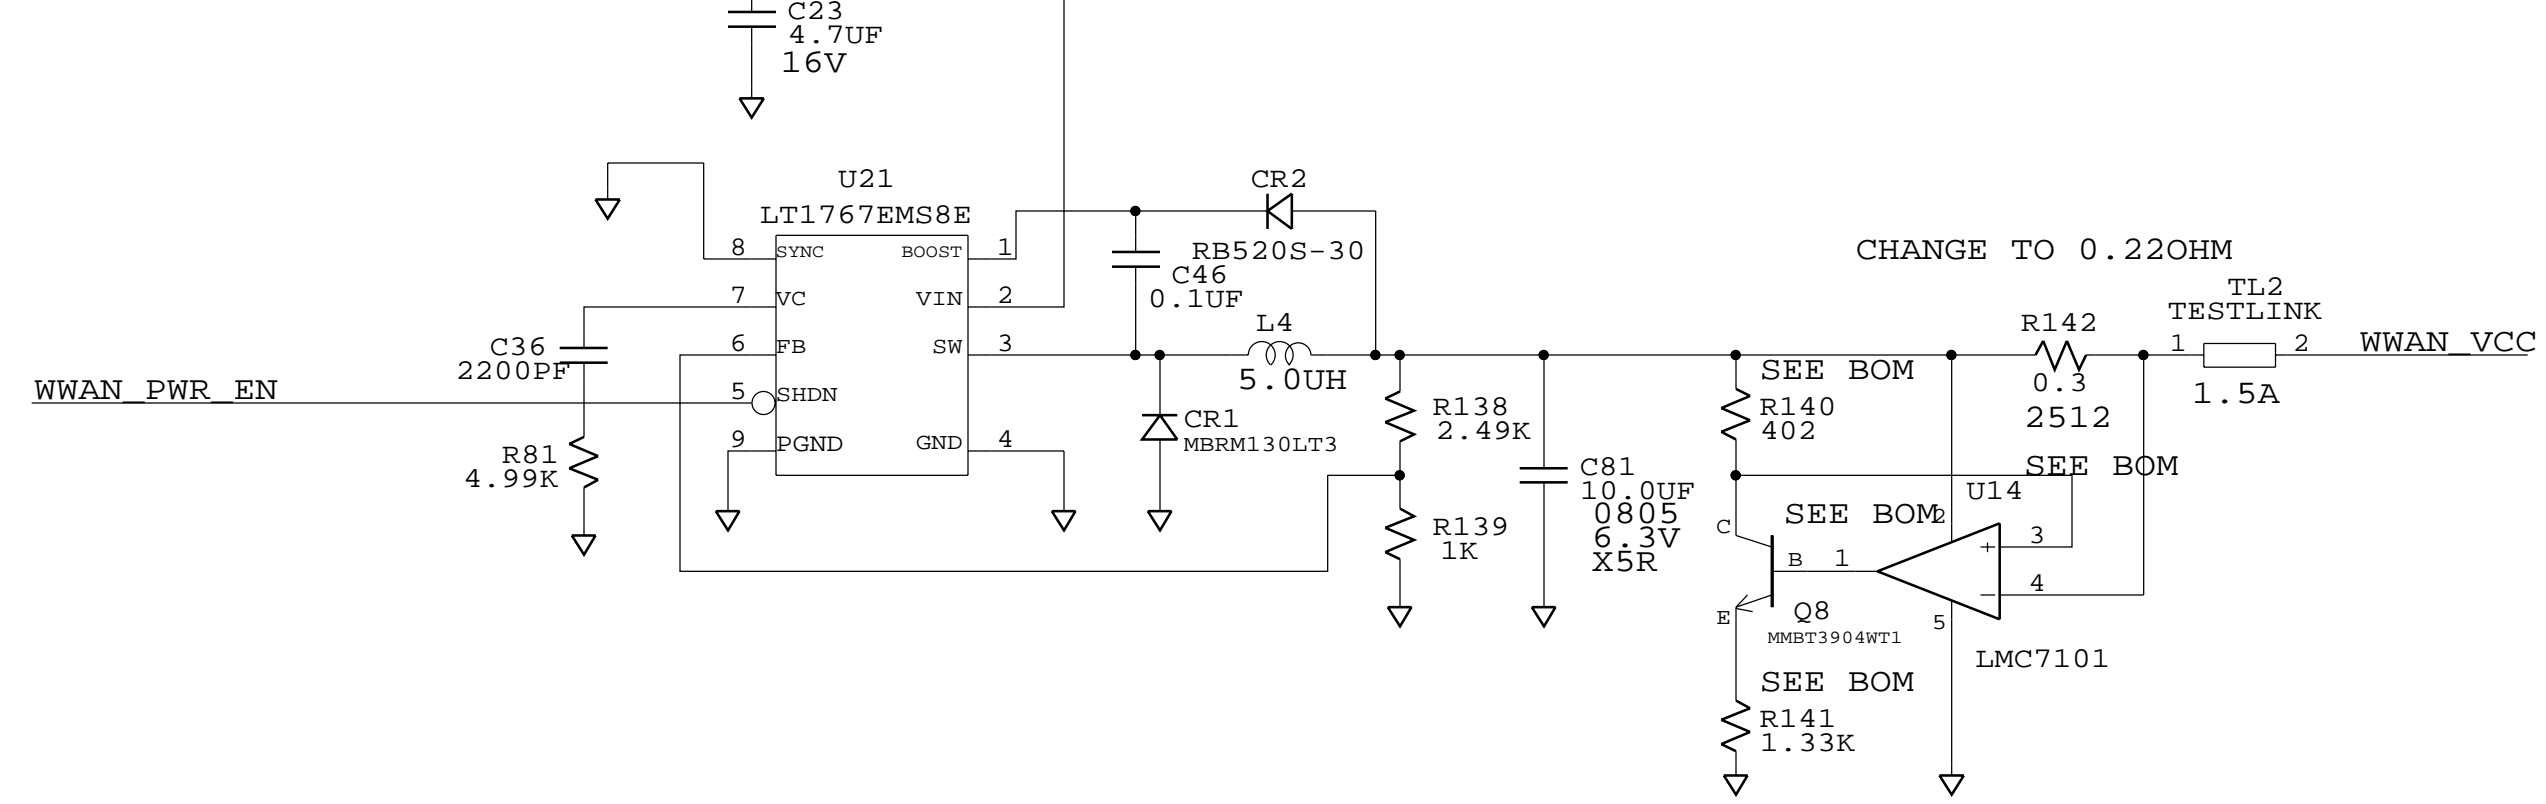 C23
4.7UF
16V
U21
LT1767EMS8E
8
SYNC
BOOST
1
7
VC
VIN
2
6
FB
SW
3
5
SHDN
9
PGND
GND
4
C36
2200PF
WWAN_PWR_EN
R81
4.99K
CR2
RB520S-30
C46
0.1UF
L4
5.0UH
CR1
MBRM130LT3
R138
2.49K
R139
1K
C81
10.0UF
0805
6.3V
X5R
CHANGE TO 0.22OHM
TL2
TESTLINK
R142
1
2
WWAN_VCC
0.3
2512
1.5A
SEE BOM
R140
402
SEE BOM
U14
SEE BOM
2
C
3
+
B
1
4
−
E
Q8
5
MMBT3904WT1
LMC7101
SEE BOM
R141
1.33K